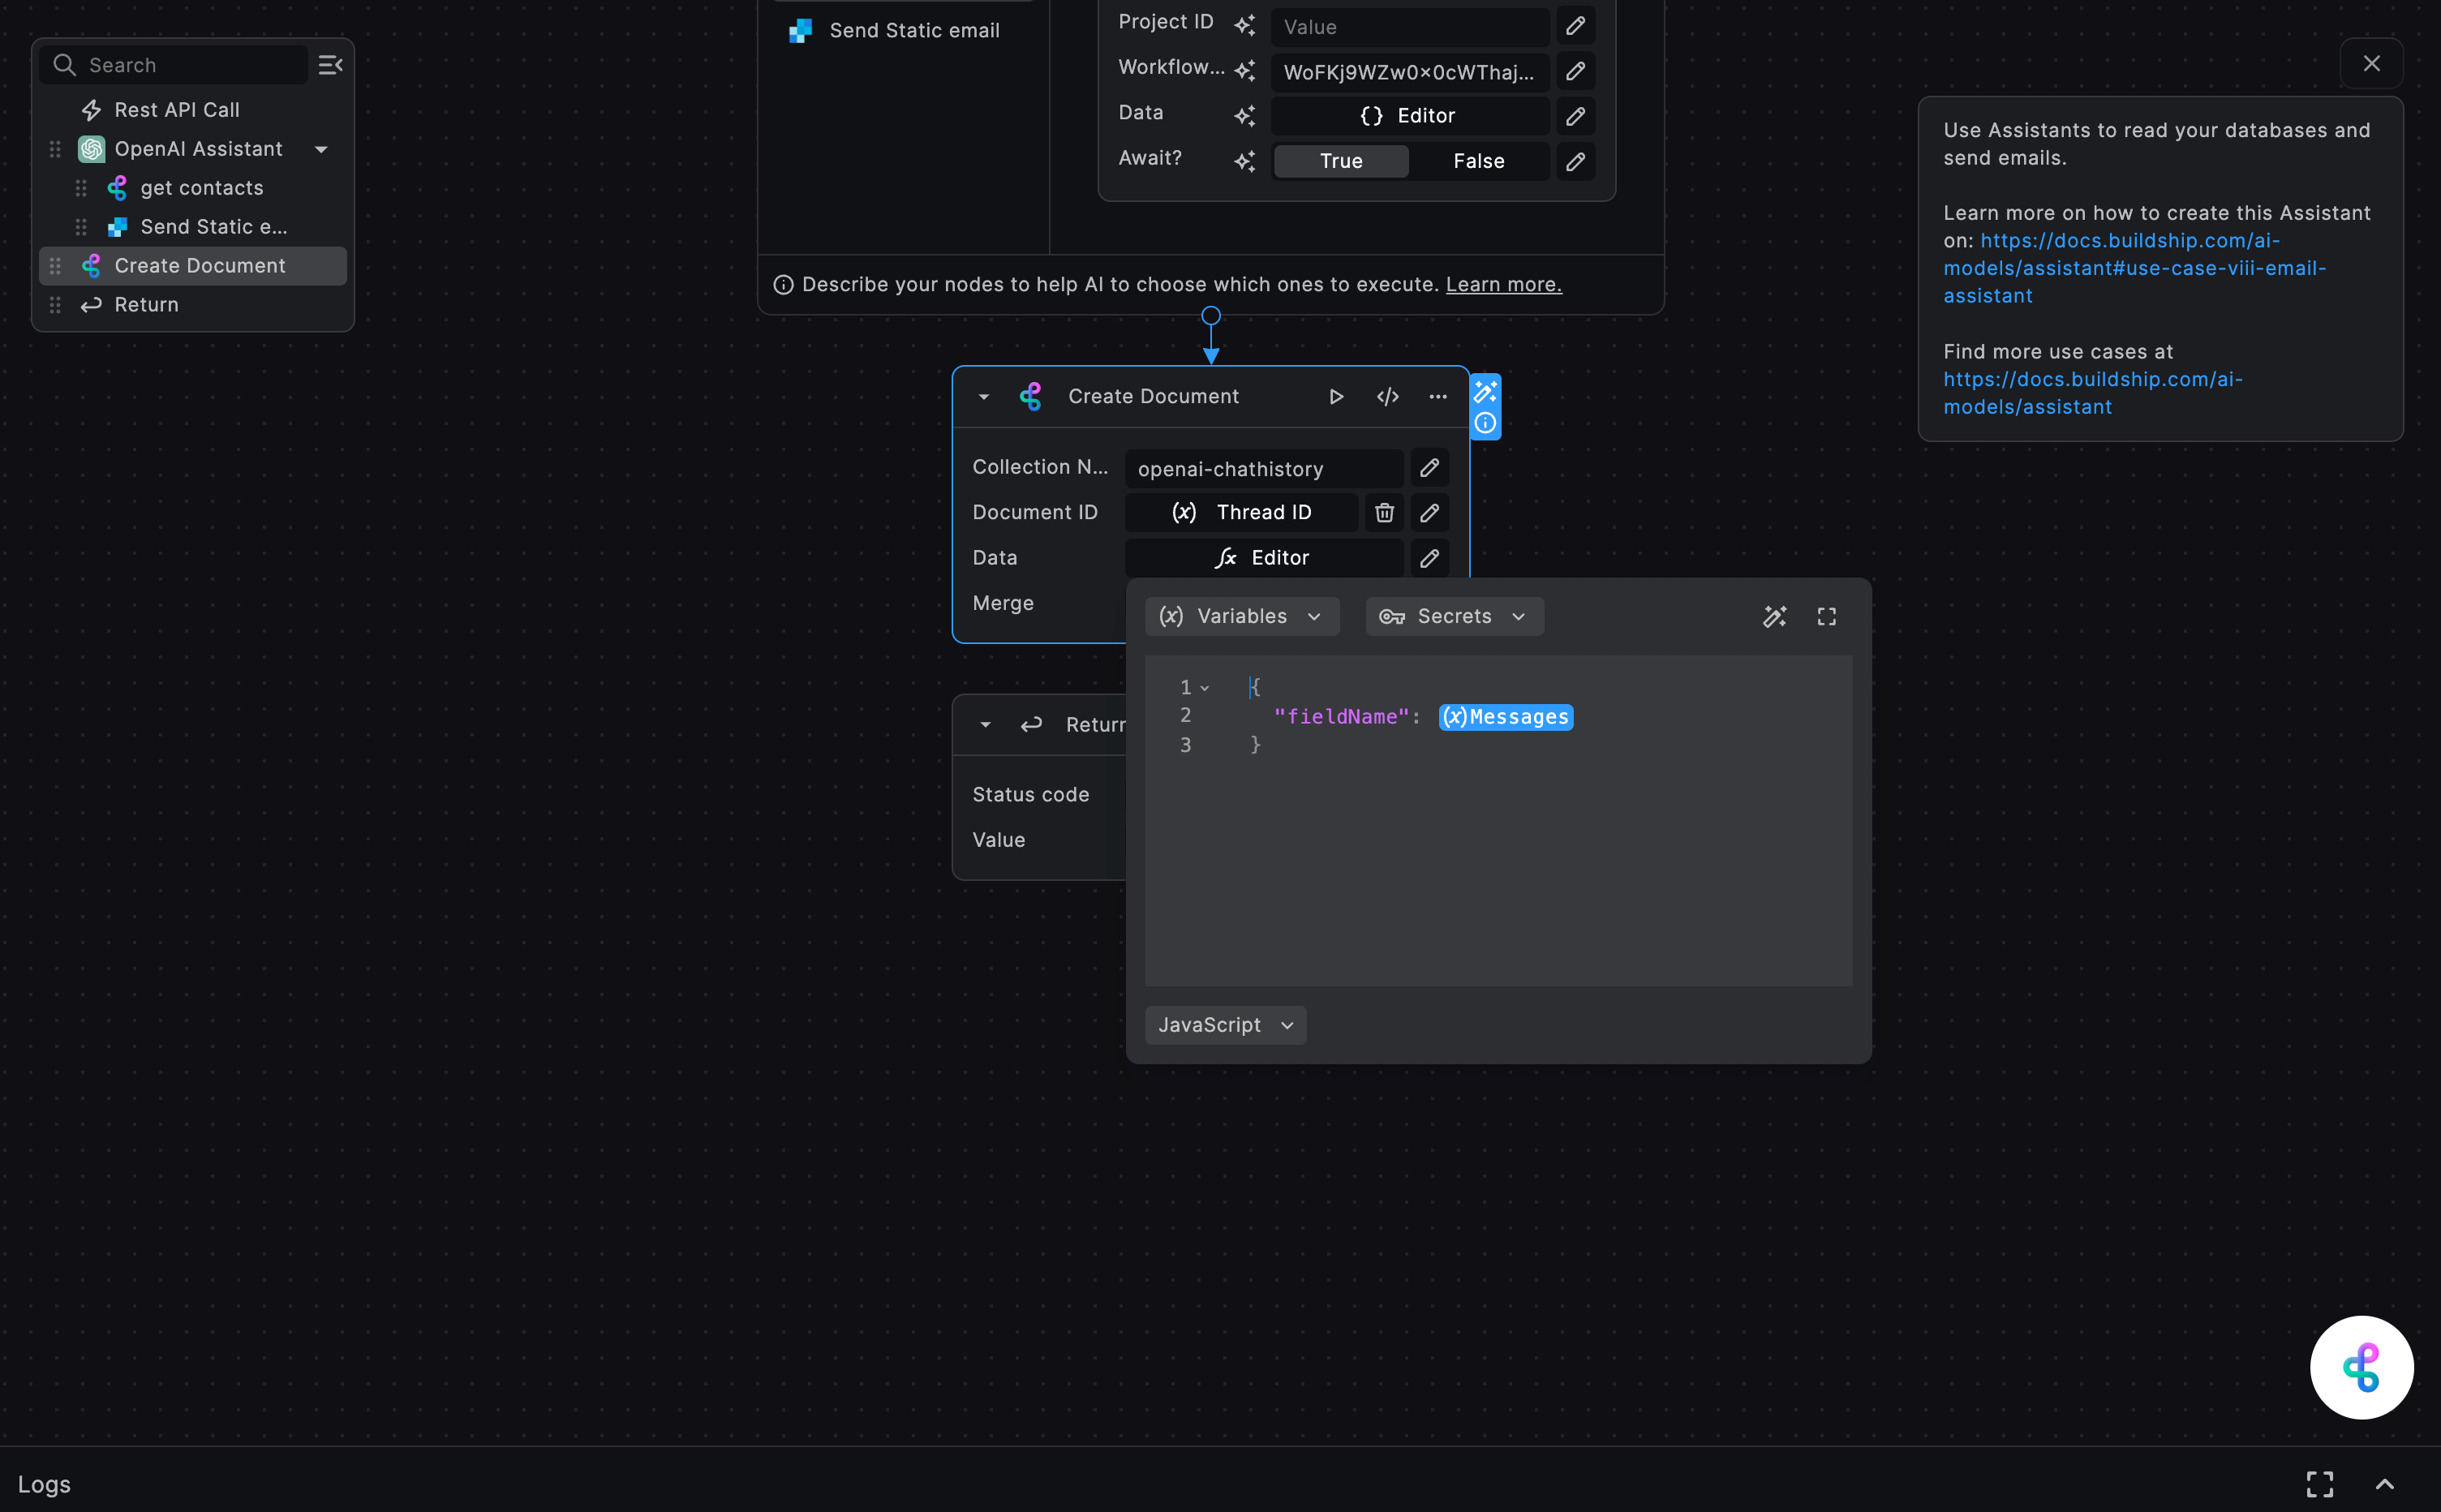 Search
Rest API Call
OpenAI Assistant
get contacts
Send Static e...
Create Document
Return
Send Static email
Project ID
Value
Workflow...
WoFKj9WZw0x0cWThaj...
Data
{} Editor
Await?
True
False
Describe your nodes to help AI to choose which ones to execute. Learn more.
Create Document
Collection N...
openai-chathistory
Document ID
(x) Thread ID
Data
fx Editor
Merge
(x) Variables
Secrets
1 {
2 "fieldName": (x)Messages
3 }
JavaScript
Return
Status code
Value
Use Assistants to read your databases and
send emails.
Learn more on how to create this Assistant
on: https://docs.buildship.com/ai-
models/assistant#use-case-viii-email-
assistant
Find more use cases at
https://docs.buildship.com/ai-
models/assistant
Logs